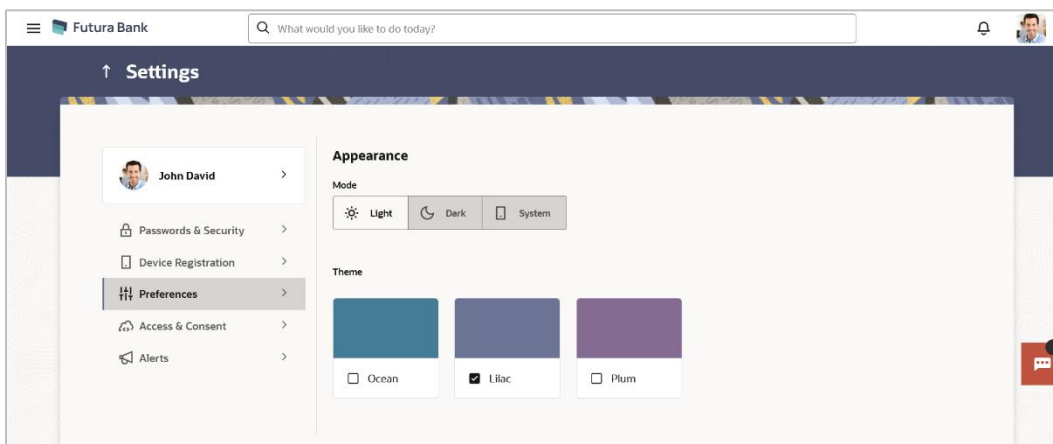 Futura Bank
What would you like to do today?
Settings
John David
Passwords & Security
Device Registration
Preferences
Access & Consent
Alerts
Appearance
Mode
Light
Dark
System
Theme
Ocean
Lilac
Plum